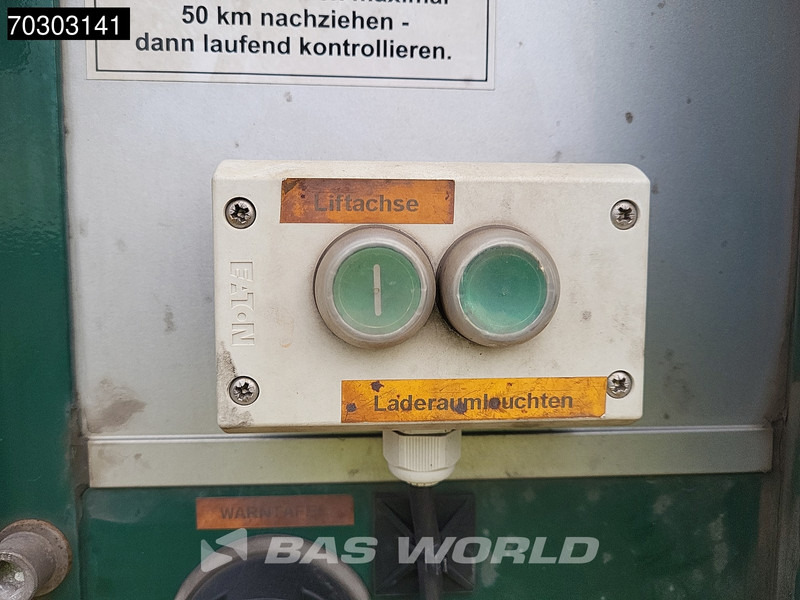 70303141
50 km nachziehen -
dann laufend kontrollieren.
Liftachse
EATON
Laderaumleuchten
BAS WORLD